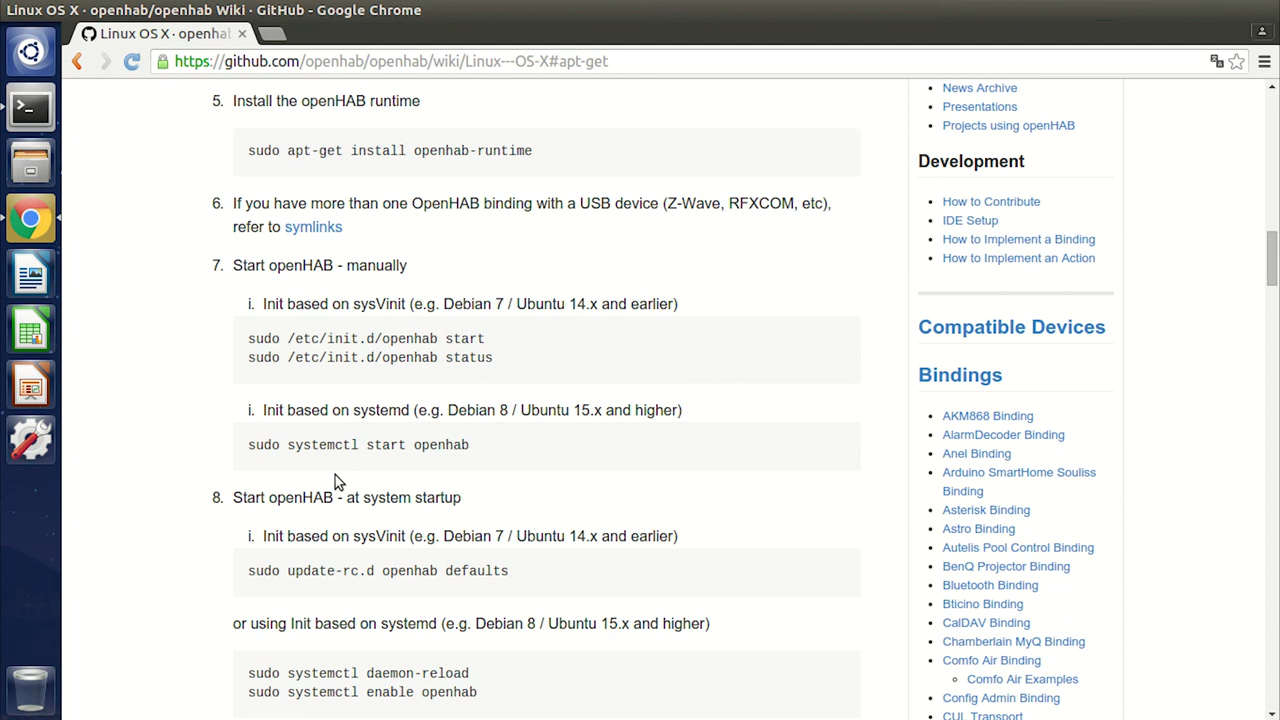 Linux OS X · openhab/openhab Wiki · GitHub - Google Chrome
Linux OS X · openhab
https://github.com/openhab/openhab/wiki/Linux---OS-X#apt-get
5. Install the openHAB runtime
sudo apt-get install openhab-runtime
6. If you have more than one OpenHAB binding with a USB device (Z-Wave, RFXCOM, etc),
refer to symlinks
7. Start openHAB - manually
i. Init based on sysVinit (e.g. Debian 7 / Ubuntu 14.x and earlier)
sudo /etc/init.d/openhab start
sudo /etc/init.d/openhab status
i. Init based on systemd (e.g. Debian 8 / Ubuntu 15.x and higher)
sudo systemctl start openhab
8. Start openHAB - at system startup
i. Init based on sysVinit (e.g. Debian 7 / Ubuntu 14.x and earlier)
sudo update-rc.d openhab defaults
or using Init based on systemd (e.g. Debian 8 / Ubuntu 15.x and higher)
sudo systemctl daemon-reload
sudo systemctl enable openhab
News Archive
Presentations
Projects using openHAB
Development
How to Contribute
IDE Setup
How to Implement a Binding
How to Implement an Action
Compatible Devices
Bindings
AKM868 Binding
AlarmDecoder Binding
Anel Binding
Arduino SmartHome Souliss
Binding
Asterisk Binding
Astro Binding
Autelis Pool Control Binding
BenQ Projector Binding
Bluetooth Binding
Bticino Binding
CalDAV Binding
Chamberlain MyQ Binding
Comfo Air Binding
Comfo Air Examples
Config Admin Binding
CUL Transport